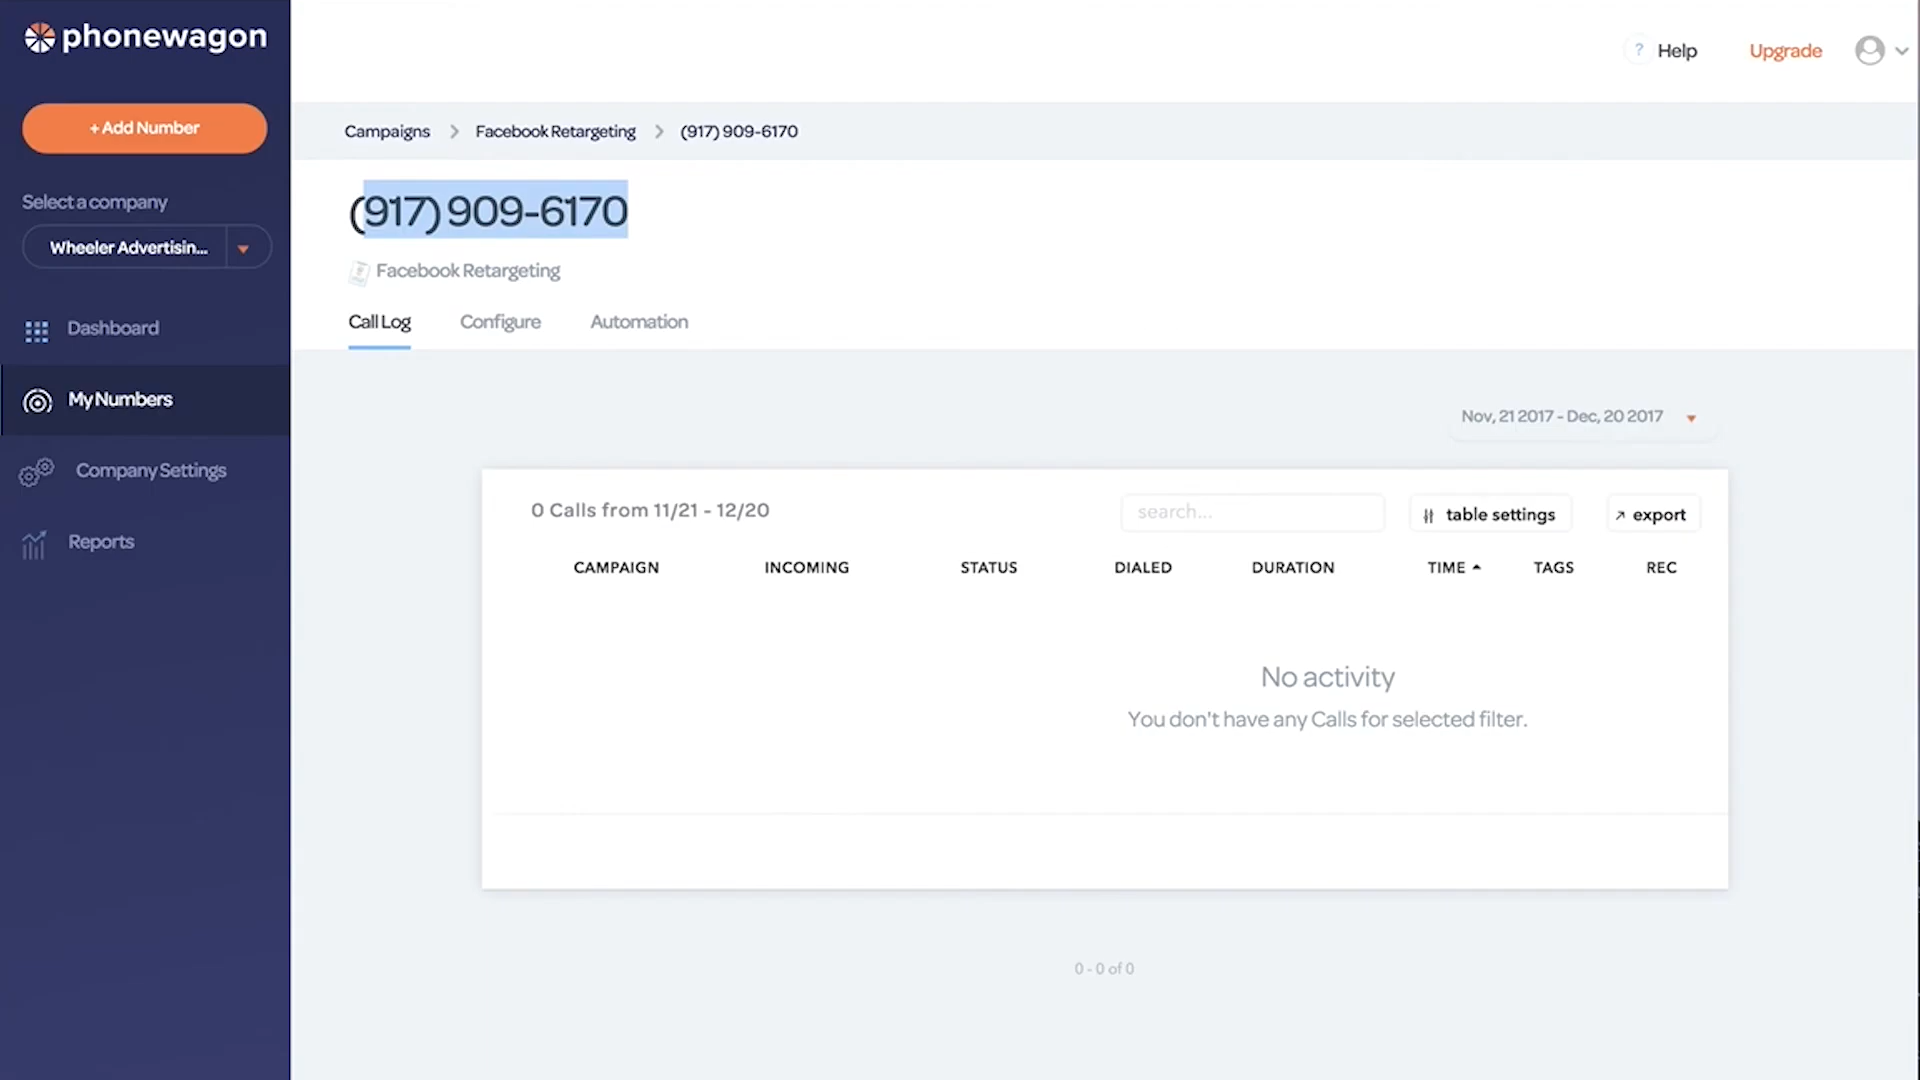 phonewagon
? Help
Upgrade
+ Add Number
Campaigns > Facebook Retargeting > (917) 909-6170
Select a company
Wheeler Advertisin...
(917) 909-6170
Facebook Retargeting
Call Log
Configure
Automation
Dashboard
My Numbers
Company Settings
Reports
Nov, 21 2017 - Dec, 20 2017
0 Calls from 11/21 - 12/20
search...
table settings
export
CAMPAIGN INCOMING STATUS DIALED DURATION TIME TAGS REC
No activity
You don't have any Calls for selected filter.
0 - 0 of 0